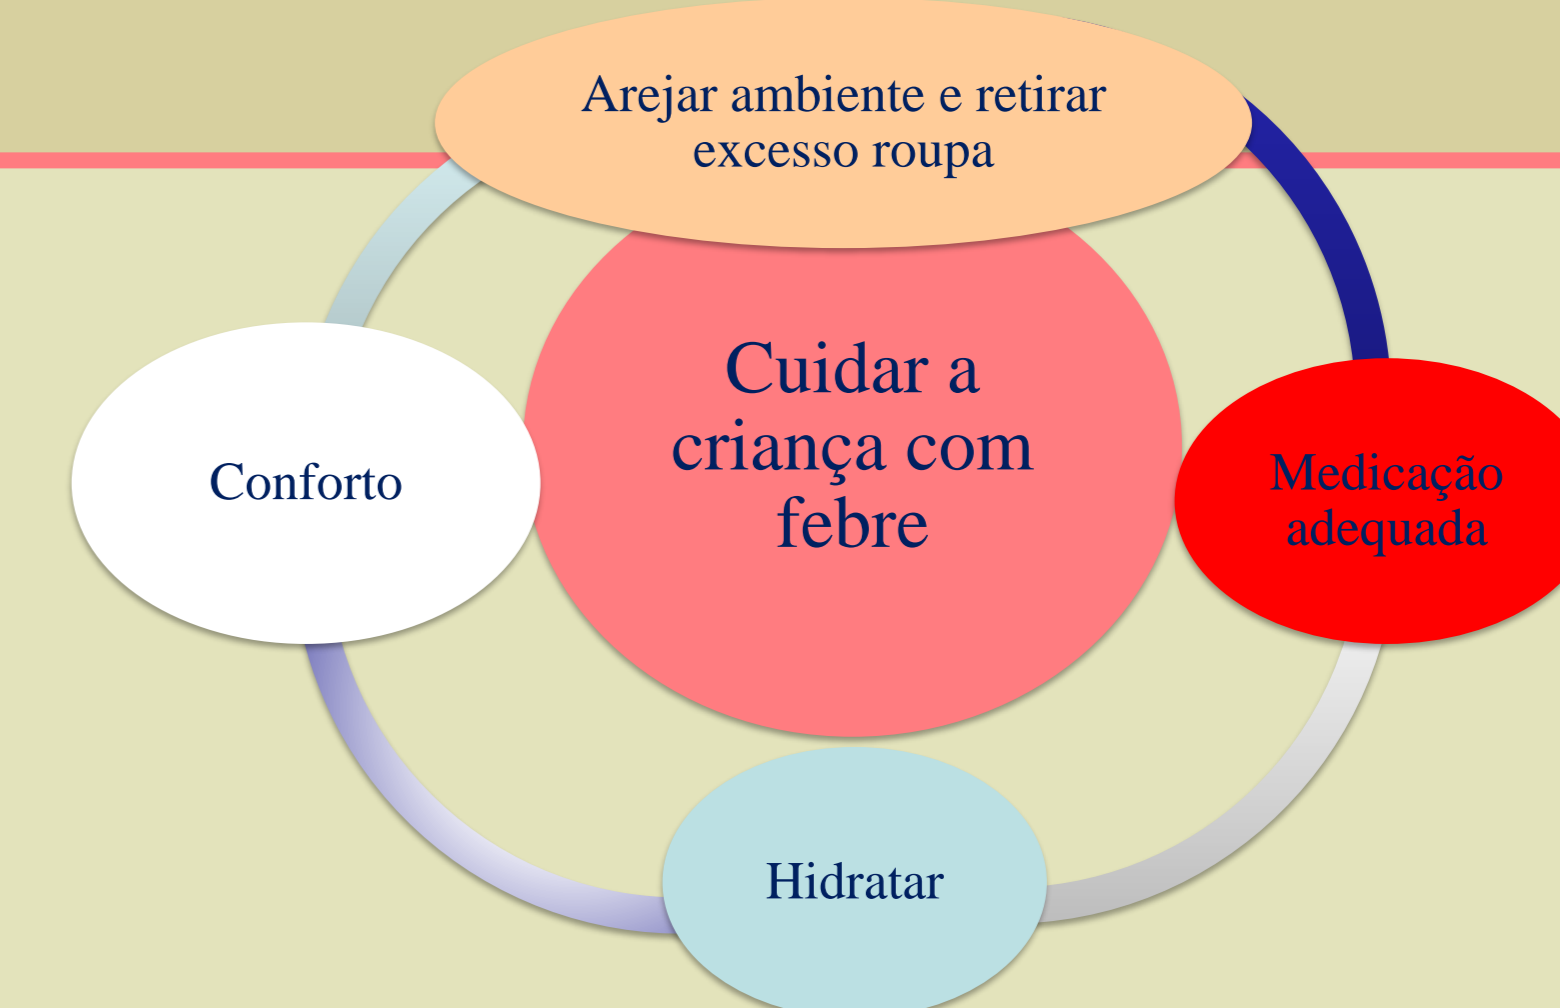 Arejar ambiente e retirar
excesso roupa
Cuidar a
criança com
febre
Conforto
Medicação
adequada
Hidratar